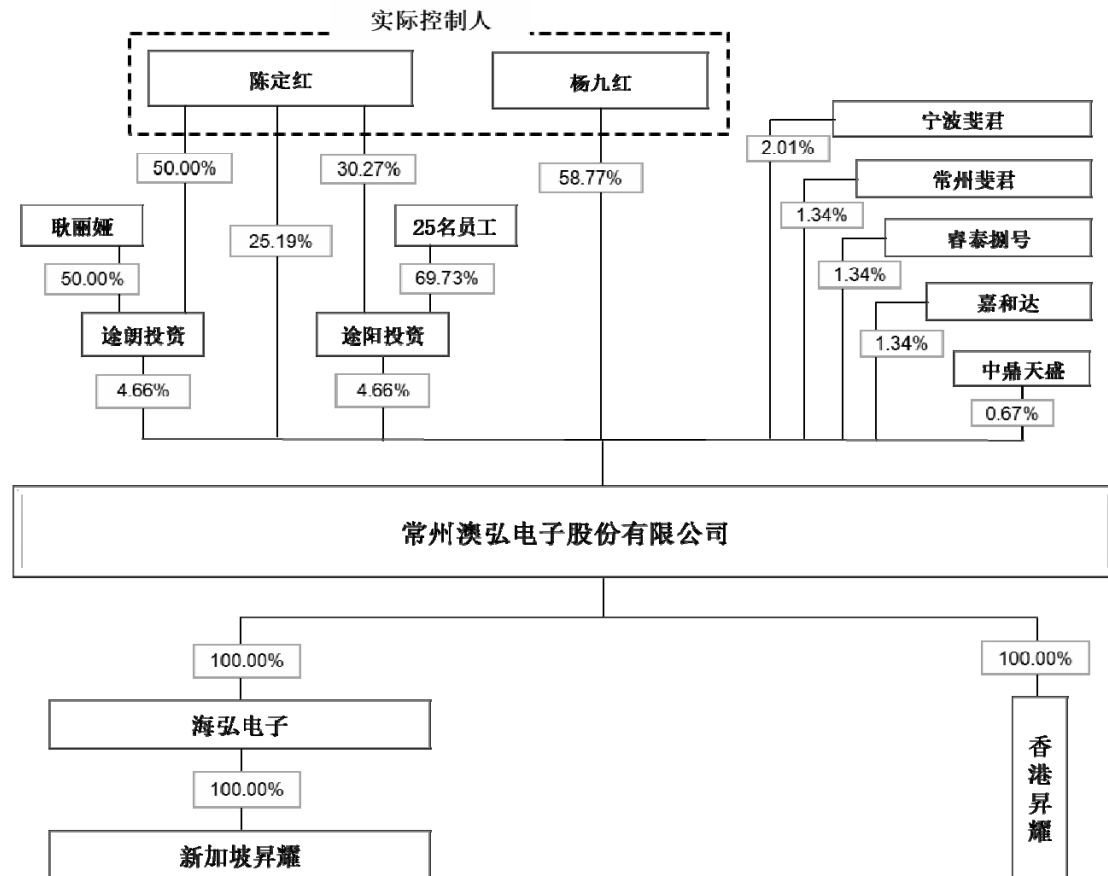 实际控制人
陈定红
杨九红
宁波斐君
2.01%
50.00%
30.27%
58.77%
常州斐君
1.34%
耿丽娅
25名员工
25.19%
睿泰捌号
50.00%
69.73%
1.34%
嘉和达
途朗投资
途阳投资
1.34%
中鼎天盛
4.66%
4.66%
0.67%
常州澳弘电子股份有限公司
100.00%
100.00%
海弘电子
香港昇耀
100.00%
新加坡昇耀